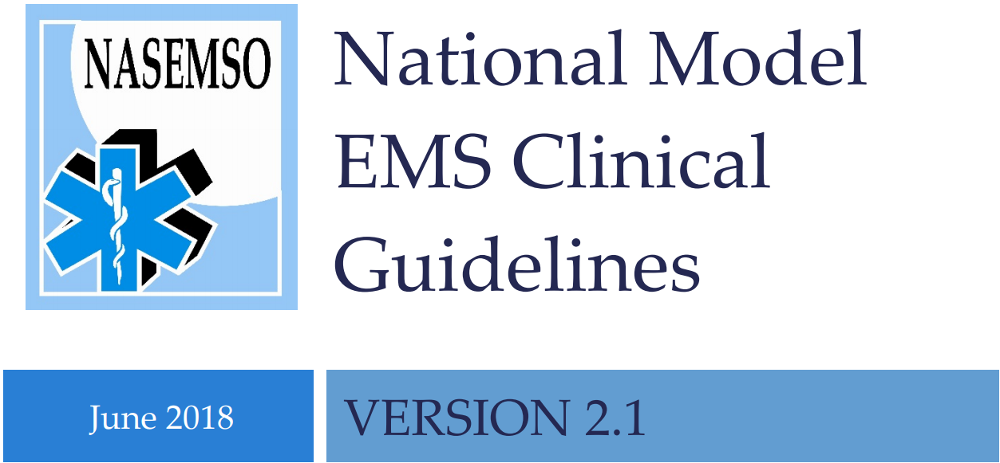 NASEMSO
National Model
EMS Clinical
Guidelines
June 2018
VERSION 2.1